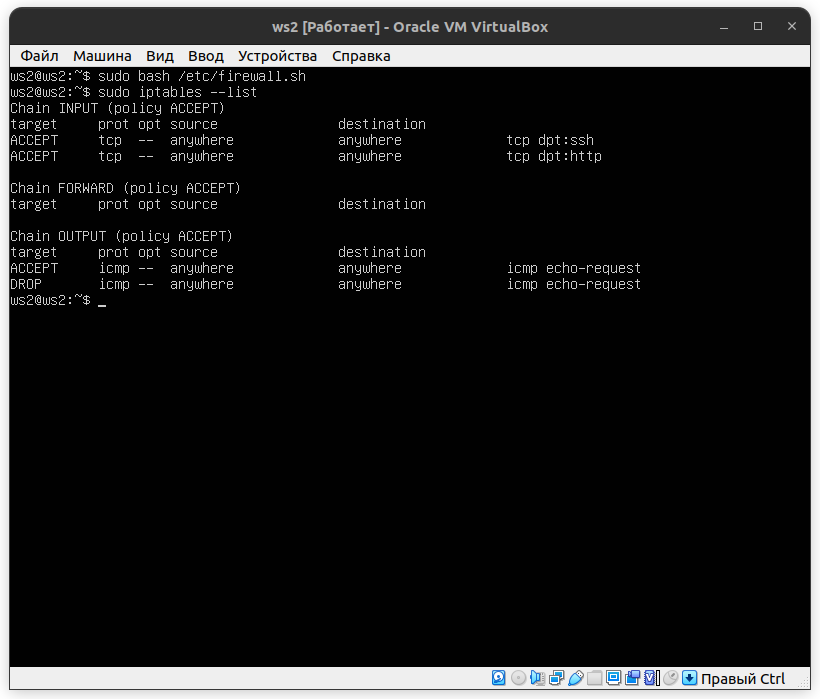 ws2 [Работает] - Oracle VM VirtualBox
Файл Машина Вид Ввод Устройства Справка
ws2@ws2:~$ sudo bash /etc/firewall.sh
ws2@ws2:~$ sudo iptables --list
Chain INPUT (policy ACCEPT)
target     prot opt source               destination
ACCEPT     tcp  --  anywhere             anywhere             tcp dpt:ssh
ACCEPT     tcp  --  anywhere             anywhere             tcp dpt:http
Chain FORWARD (policy ACCEPT)
target     prot opt source               destination
Chain OUTPUT (policy ACCEPT)
target     prot opt source               destination
ACCEPT     icmp --  anywhere             anywhere             icmp echo-request
DROP       icmp --  anywhere             anywhere             icmp echo-request
ws2@ws2:~$ _
Правый Ctrl